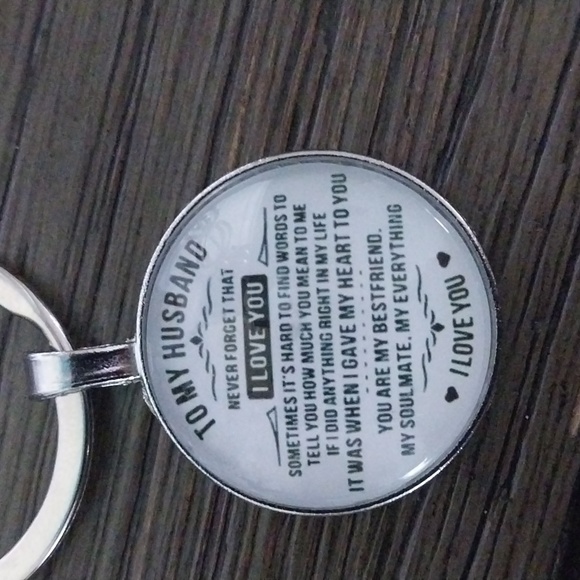 TO MY HUSBAND
NEVER FORGET THAT
I LOVE YOU
SOMETIMES IT'S HARD TO FIND WORDS TO
TELL YOU HOW MUCH YOU MEAN TO ME
IF I DID ANYTHING RIGHT IN MY LIFE
IT WAS WHEN I GAVE MY HEART TO YOU
YOU ARE MY BESTFRIEND.
MY SOULMATE. MY EVERYTHING
I LOVE YOU